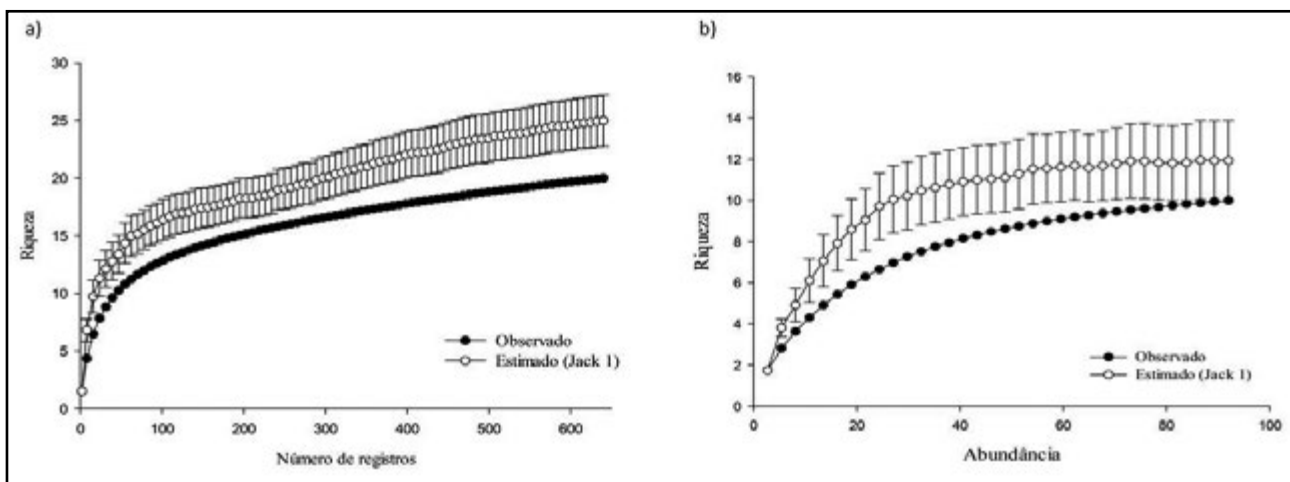 a)
30
25
20
15
10
5
0
Riqueza
Observado
Estimado (Jack 1)
0 100 200 300 400 500 600
Número de registros
b)
16
14
12
10
8
6
4
2
0
Riqueza
Observado
Estimado (Jack 1)
0 20 40 60 80 100
Abundância